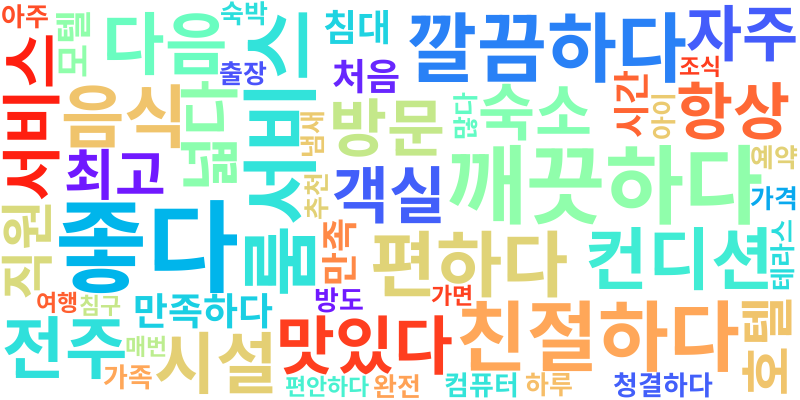 아주
모텔
다음
숙박
침대
깔끔하다
자주
서비스
음식
출장
처음
조식
넓다
룸서비스
냄새
방문
많다
숙소
시간
아이
항상
최고
추천
객실
깨끗하다
예약
가격
직원
좋다
만족
편하다
컨디션
테라스
여행
침구
만족하다
방도
가면
전주
매번
시설
맛있다
친절하다
호텔
가족
편안하다
완전
컴퓨터
하루
청결하다